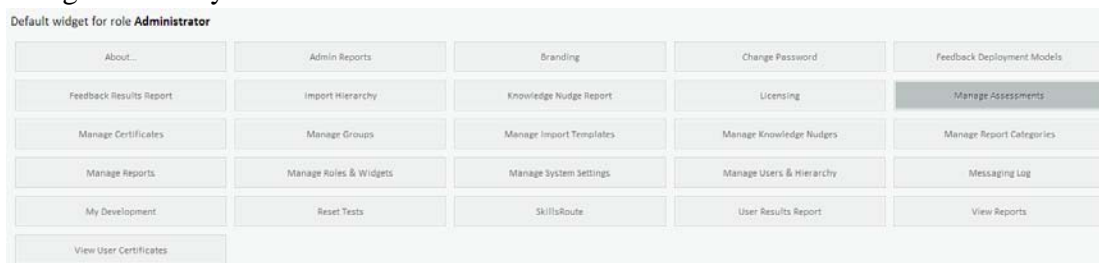 Default widget for role Administrator
About...
Admin Reports
Branding
Change Password
Feedback Deployment Models
Feedback Results Report
Import Hierarchy
Knowledge Nudge Report
Licensing
Manage Assessments
Manage Certificates
Manage Groups
Manage Import Templates
Manage Knowledge Nudges
Manage Report Categories
Manage Reports
Manage Roles & Widgets
Manage System Settings
Manage Users & Hierarchy
Messaging Log
My Development
Reset Tests
SkillsRoute
User Results Report
View Reports
View User Certificates